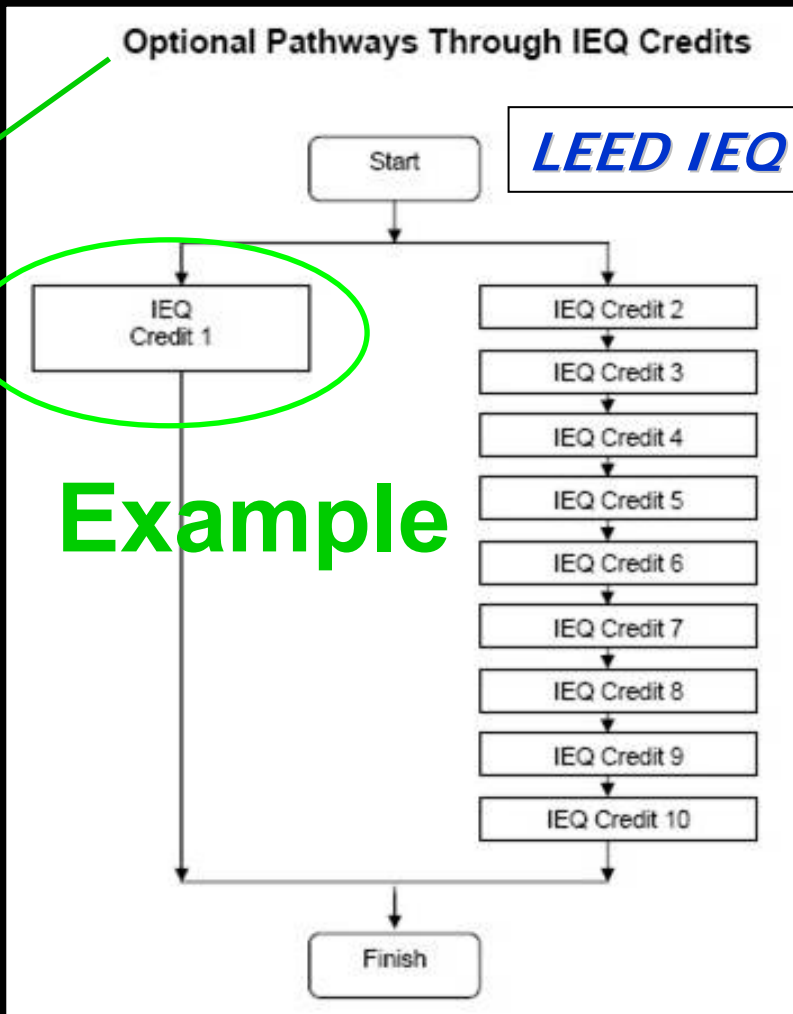 Optional Pathways Through IEQ Credits
LEED IEQ
Start
IEQ
Credit 1
IEQ Credit 2
IEQ Credit 3
IEQ Credit 4
IEQ Credit 5
IEQ Credit 6
IEQ Credit 7
IEQ Credit 8
IEQ Credit 9
IEQ Credit 10
Example
Finish